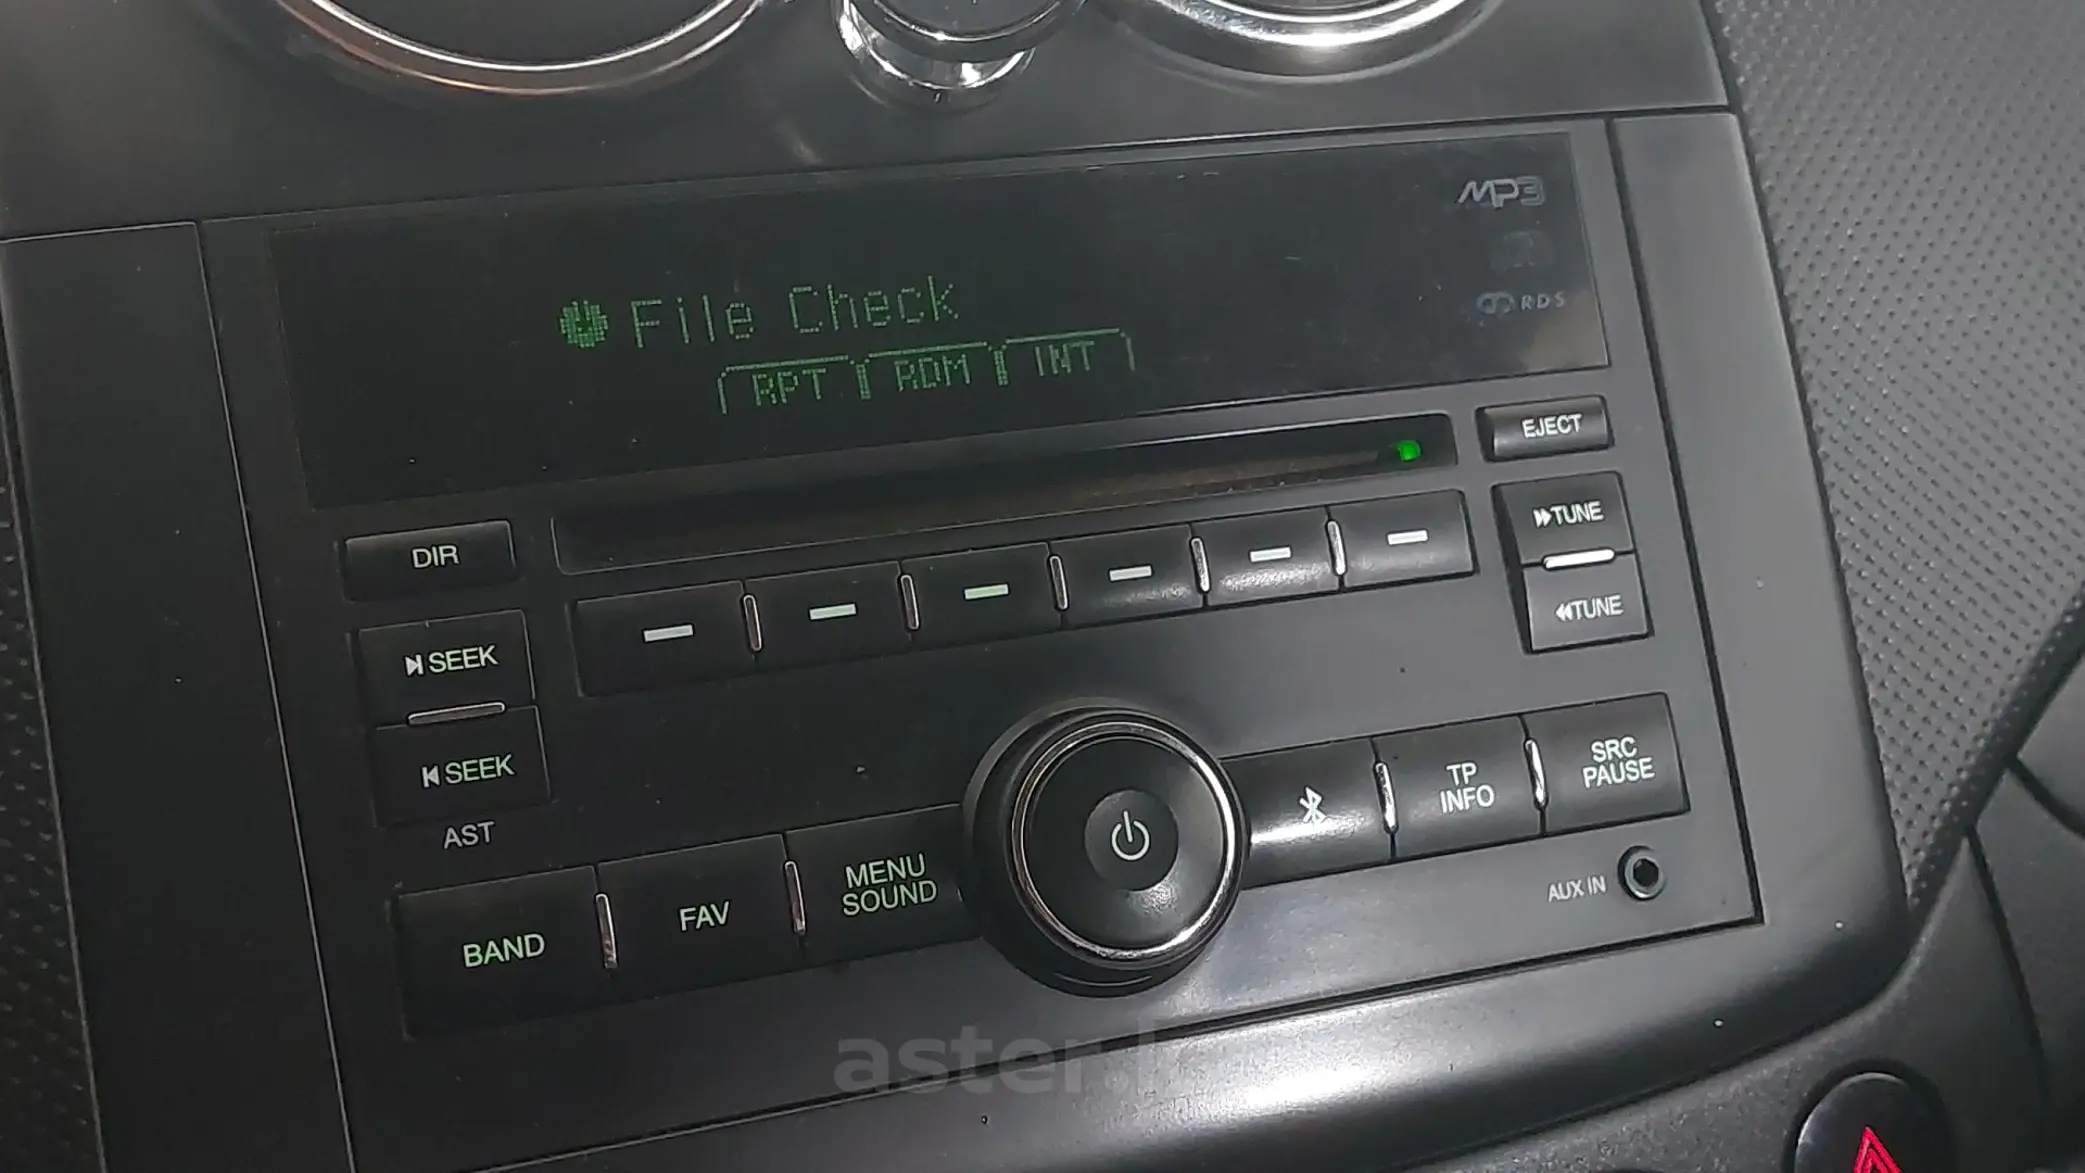 MP3
RDS
File Check
RPT RDM INT
EJECT
TUNE
TUNE
DIR
SEEK
SEEK
AST
BAND
FAV
MENU
SOUND
TP
INFO
SRC
PAUSE
AUX IN